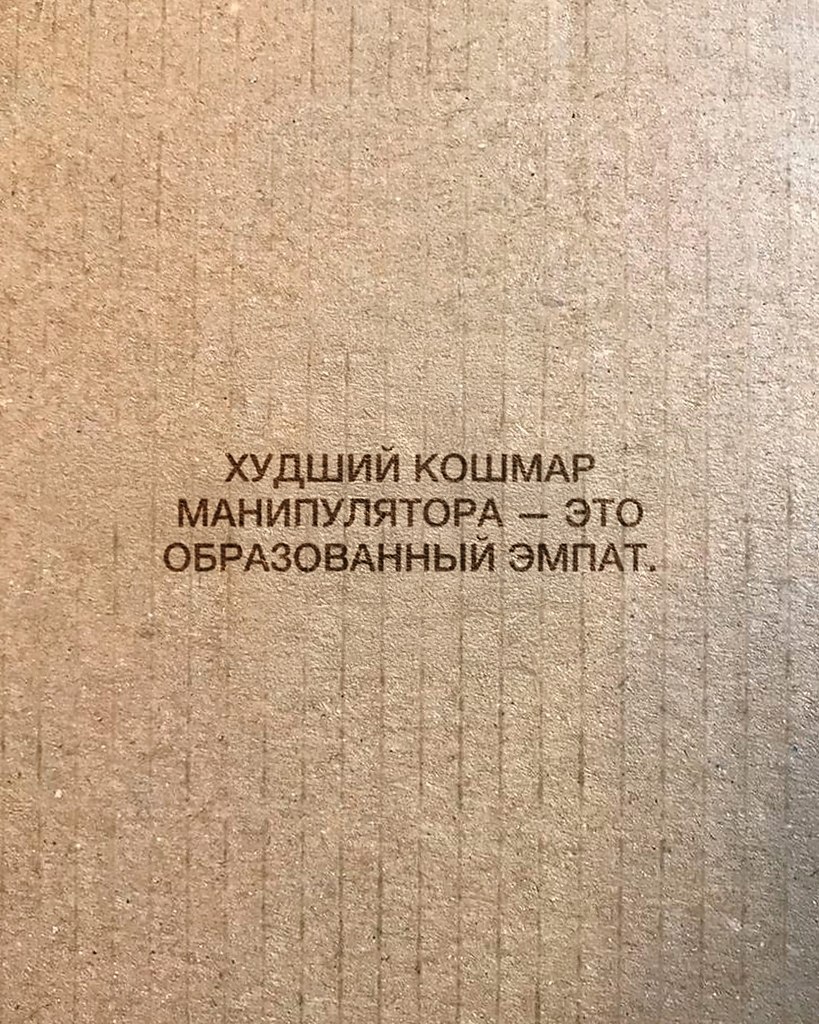 ХУДШИЙ КОШМАР
МАНИПУЛЯТОРА — ЭТО
ОБРАЗОВАННЫЙ ЭМПАТ.